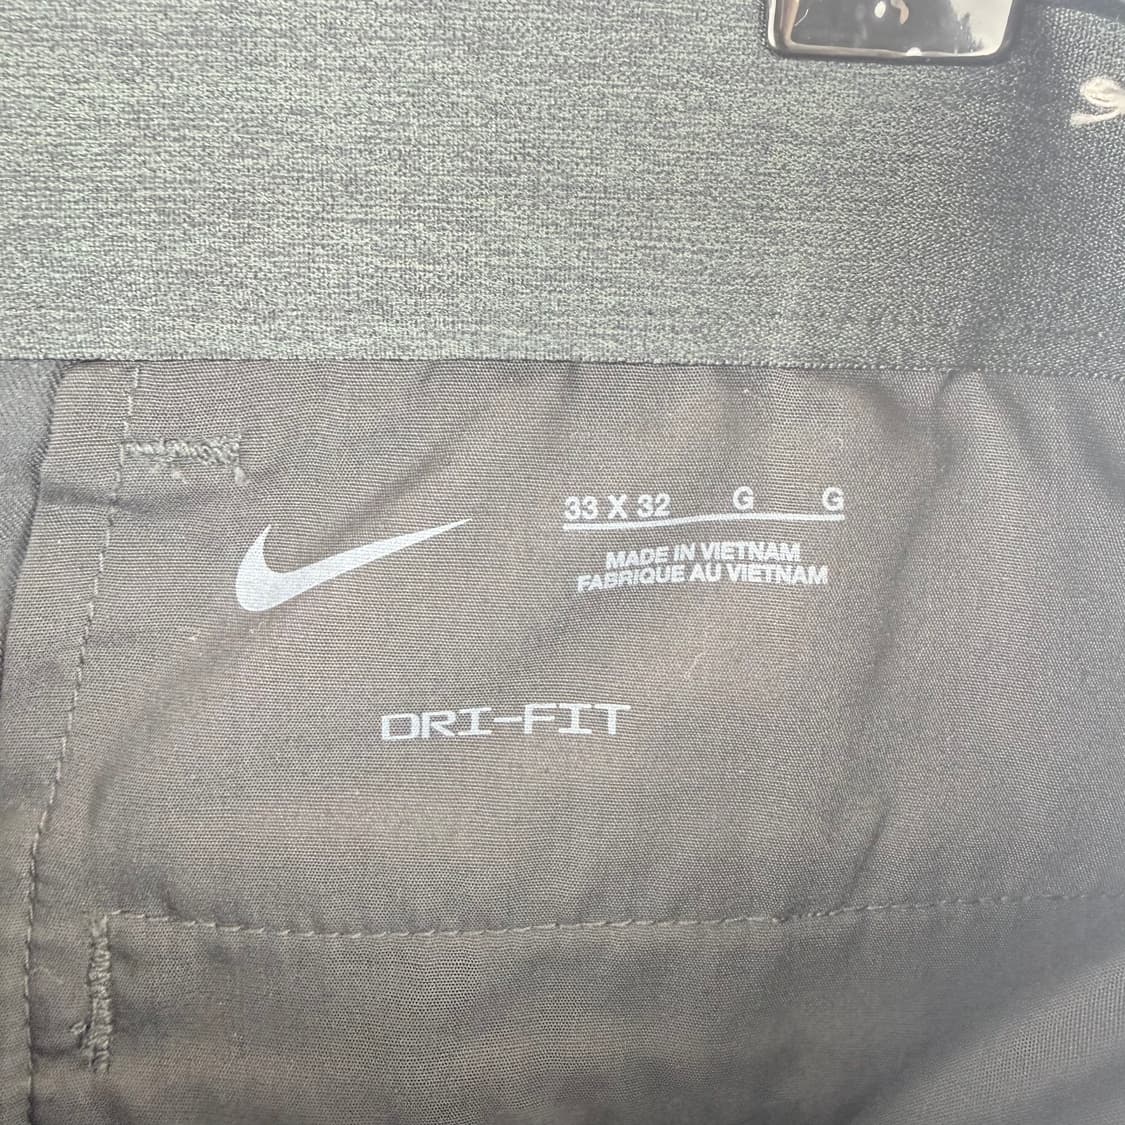 33 X 32 G G
MADE IN VIETNAM
FABRIQUE AU VIETNAM
DRI-FIT